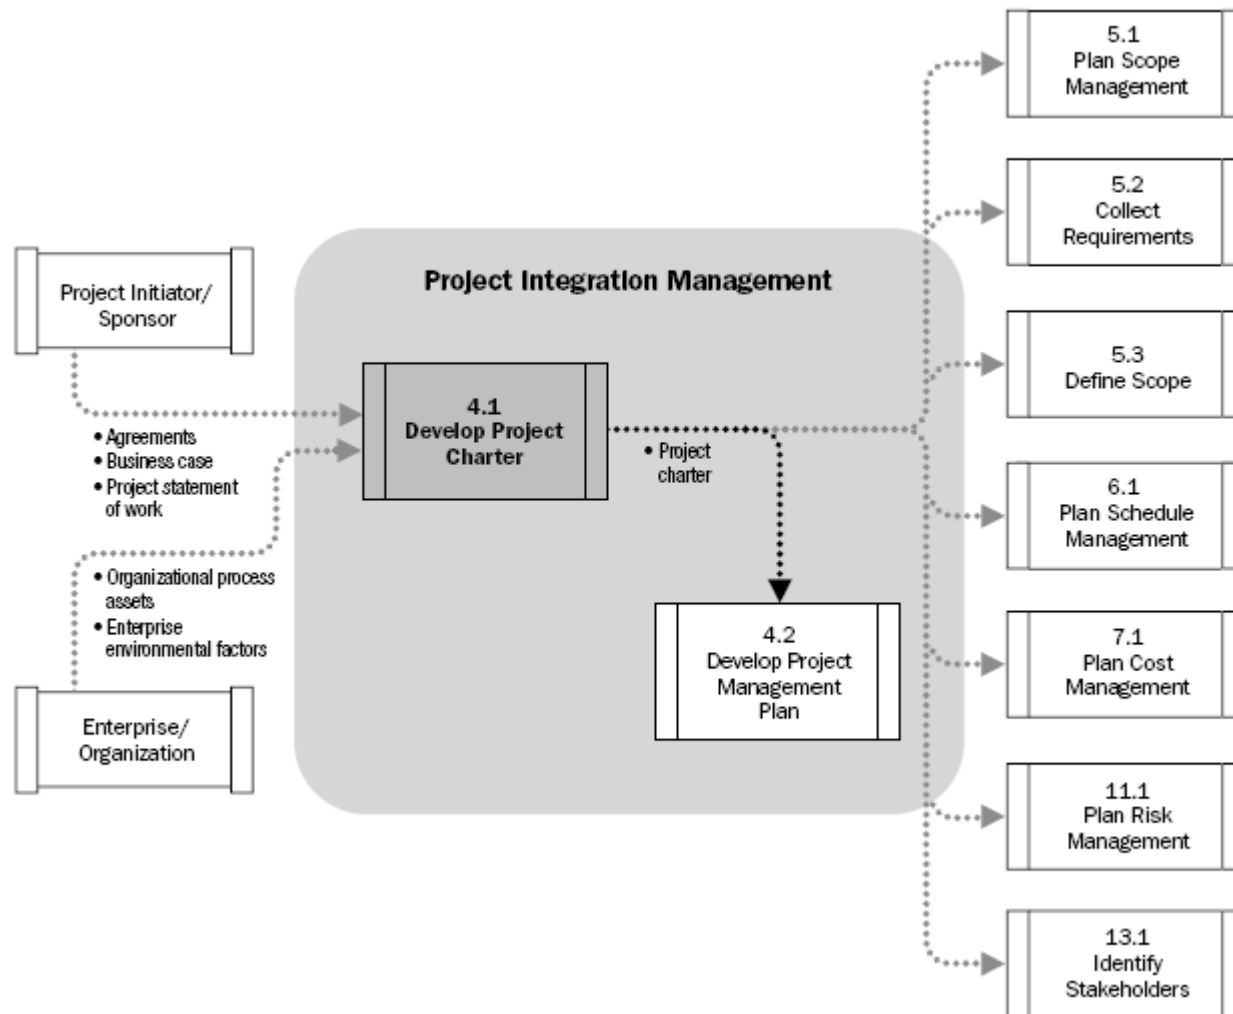 Project Initiator/
Sponsor
• Agreements
• Business case
• Project statement
of work
• Organizational process
assets
• Enterprise
environmental factors
Enterprise/
Organization
Project Integration Management
4.1
Develop Project
Charter
• Project
charter
4.2
Develop Project
Management
Plan
5.1
Plan Scope
Management
5.2
Collect
Requirements
5.3
Define Scope
6.1
Plan Schedule
Management
7.1
Plan Cost
Management
11.1
Plan Risk
Management
13.1
Identify
Stakeholders